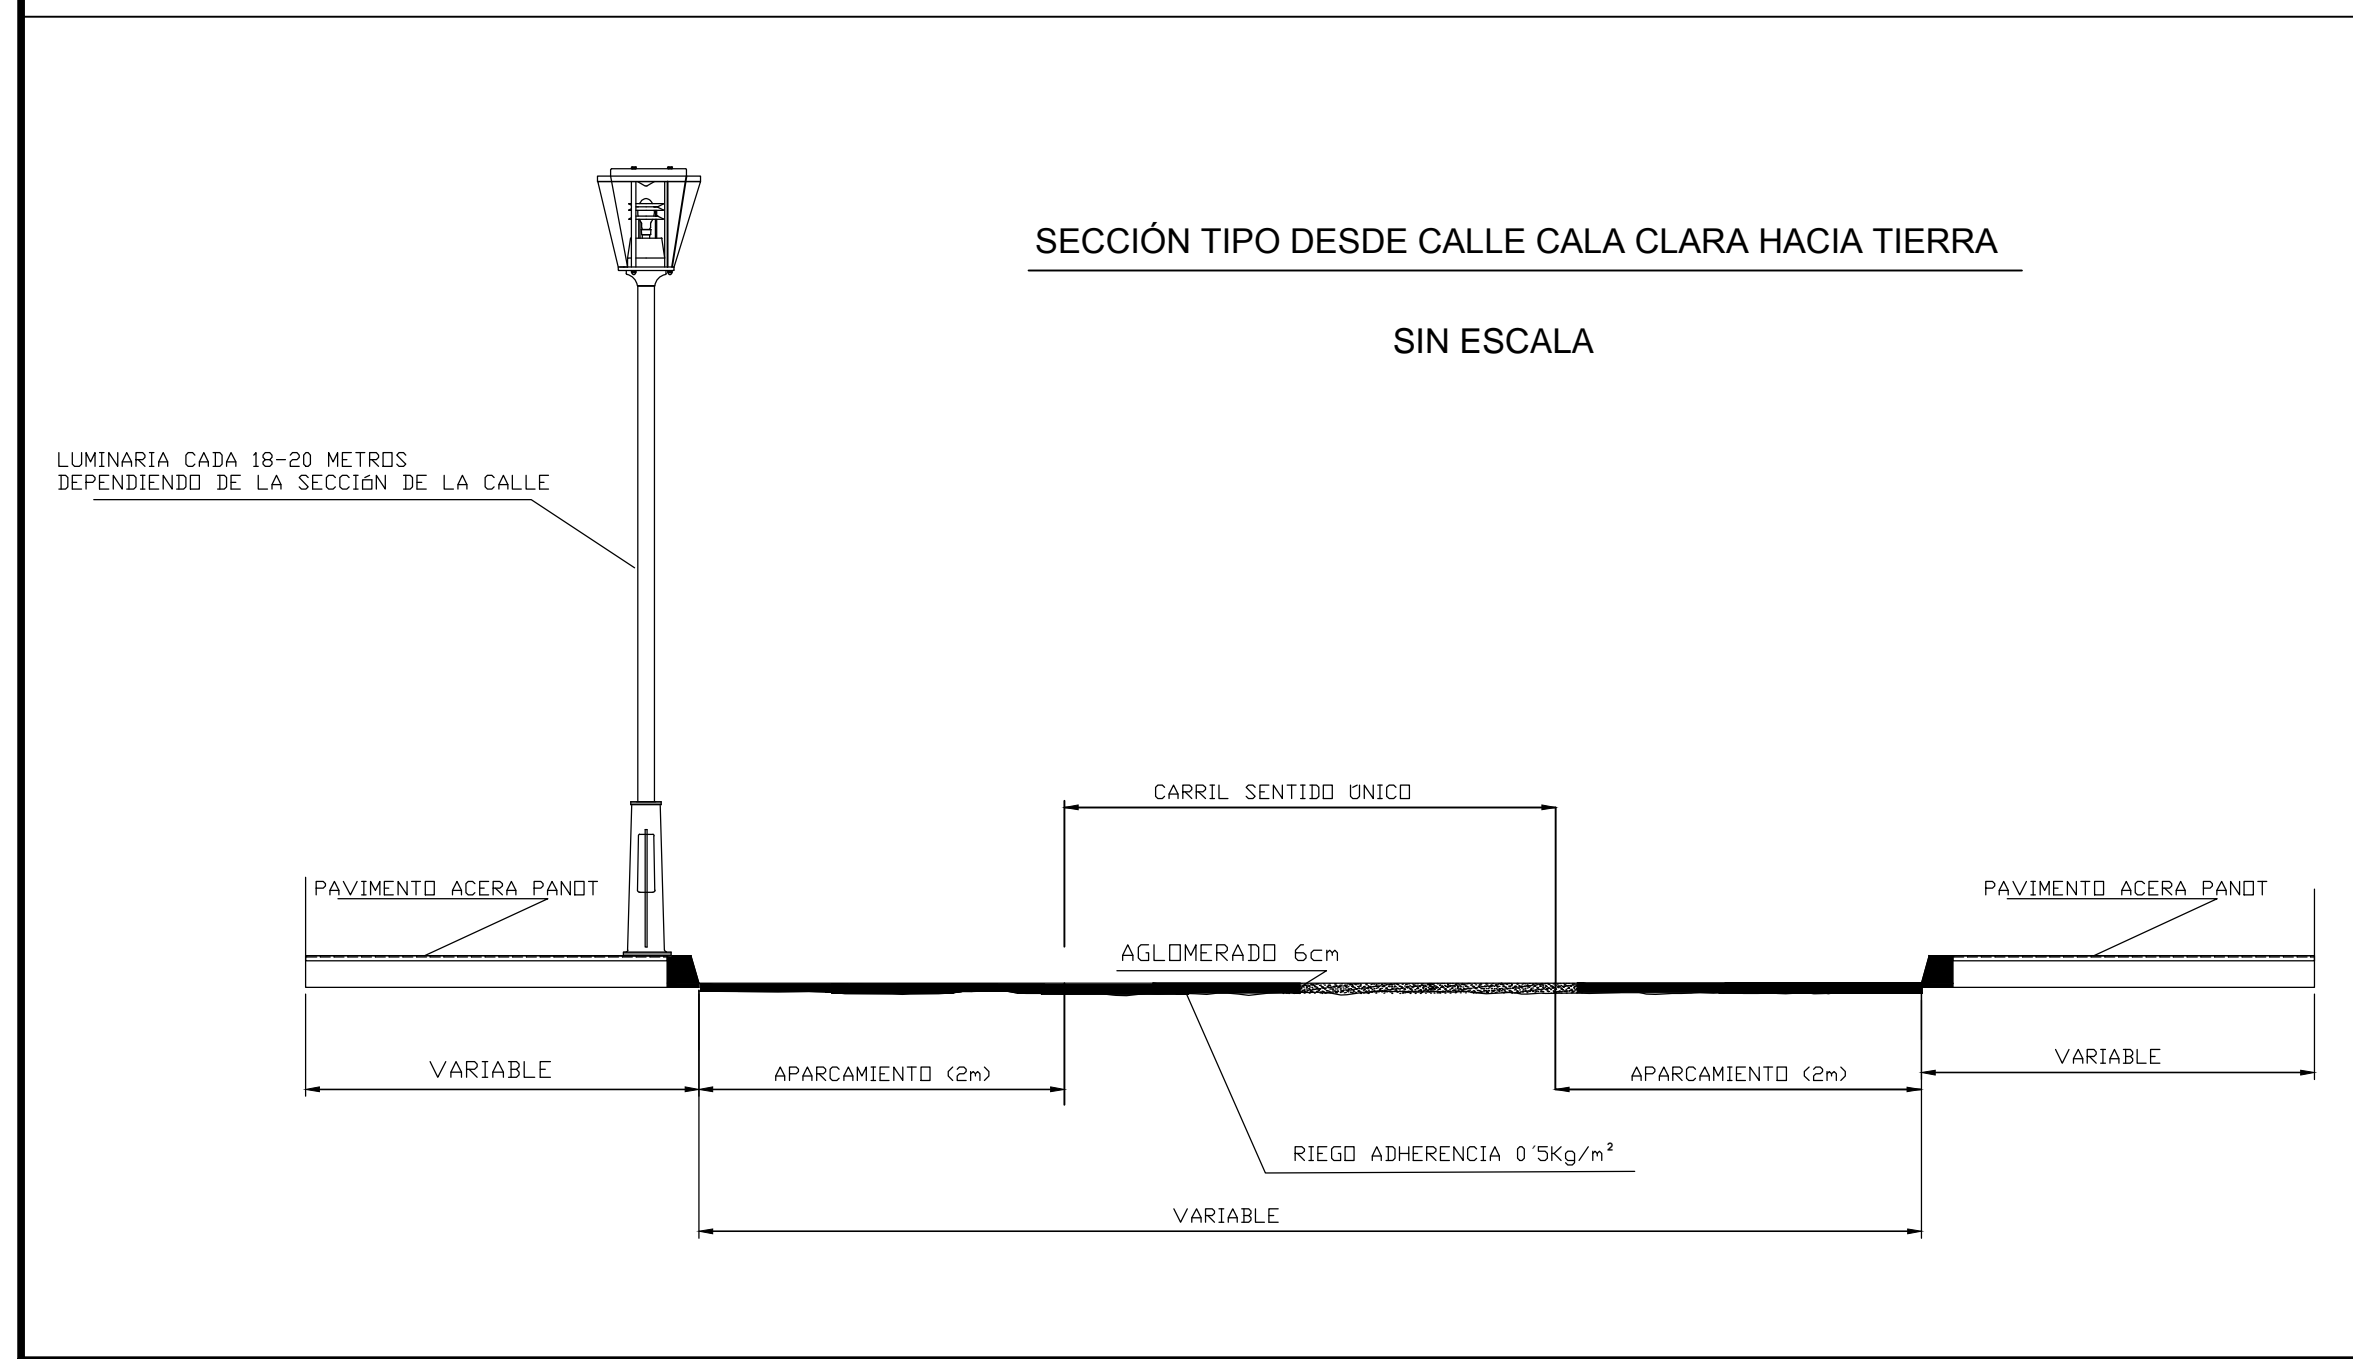 SECCIÓN TIPO DESDE CALLE CALA CLARA HACIA TIERRA
SIN ESCALA
LUMINARIA CADA 18-20 METROS
DEPENDIENDO DE LA SECCIóN DE LA CALLE
CARRIL SENTIDO ÚNICO
PAVIMENTO ACERA PANOT
PAVIMENTO ACERA PANOT
AGLOMERADO 6cm
VARIABLE
APARCAMIENTO (2m)
APARCAMIENTO (2m)
VARIABLE
RIEGO ADHERENCIA 0´5Kg/m²
VARIABLE